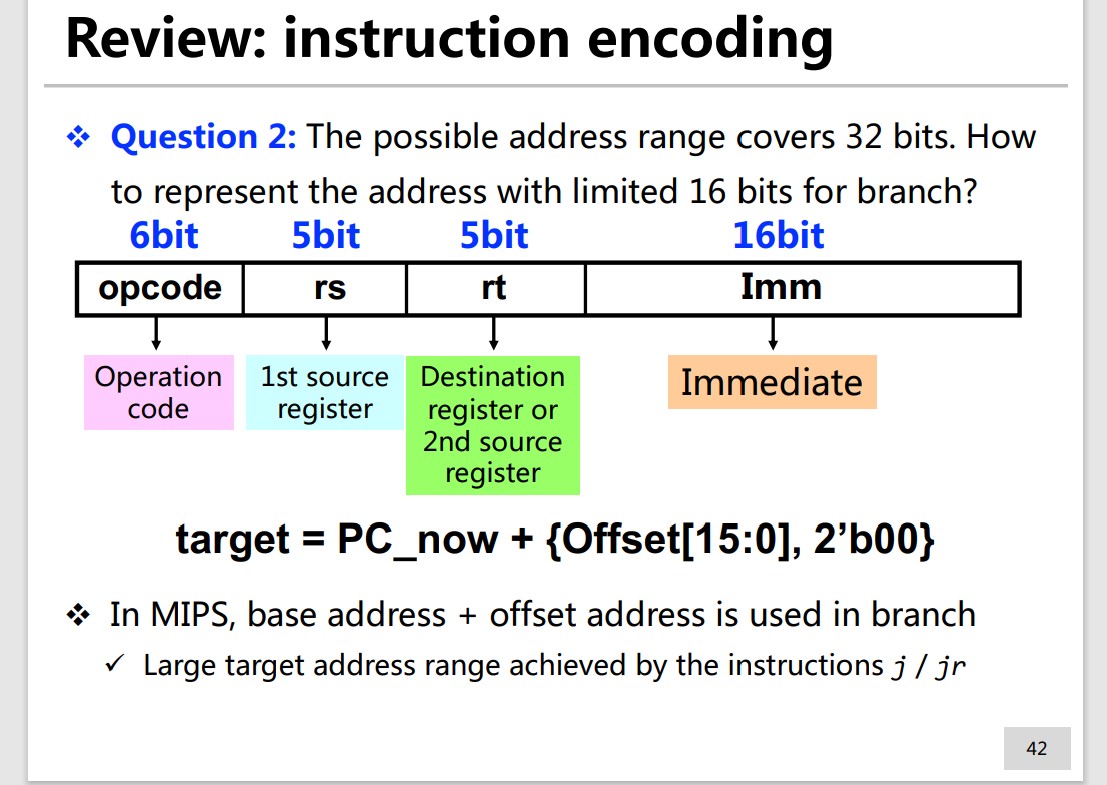 Review: instruction encoding
❖ Question 2: The possible address range covers 32 bits. How
to represent the address with limited 16 bits for branch?
6bit 5bit 5bit 16bit
opcode rs rt Imm
Operation
code
1st source
register
Destination
register or
2nd source
register
Immediate
target = PC_now + {Offset[15:0], 2’b00}
❖ In MIPS, base address + offset address is used in branch
✓ Large target address range achieved by the instructions j / jr
42